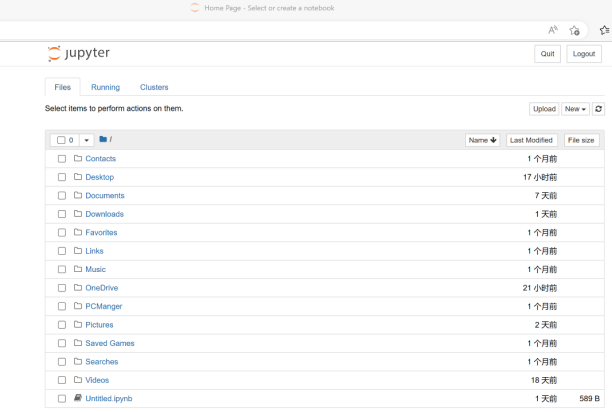 Home Page - Select or create a notebook
A
jupyter
Quit Logout
Files Running Clusters
Select items to perform actions on them.
Upload New
0 / Name Last Modified File size
Contacts 1 个月前
Desktop 17 小时前
Documents 7 天前
Downloads 1 天前
Favorites 1 个月前
Links 1 个月前
Music 1 个月前
OneDrive 21 小时前
PCManger 1 个月前
Pictures 2 天前
Saved Games 1 个月前
Searches 1 个月前
Videos 18 天前
Untitled.ipynb 1 天前 589 B